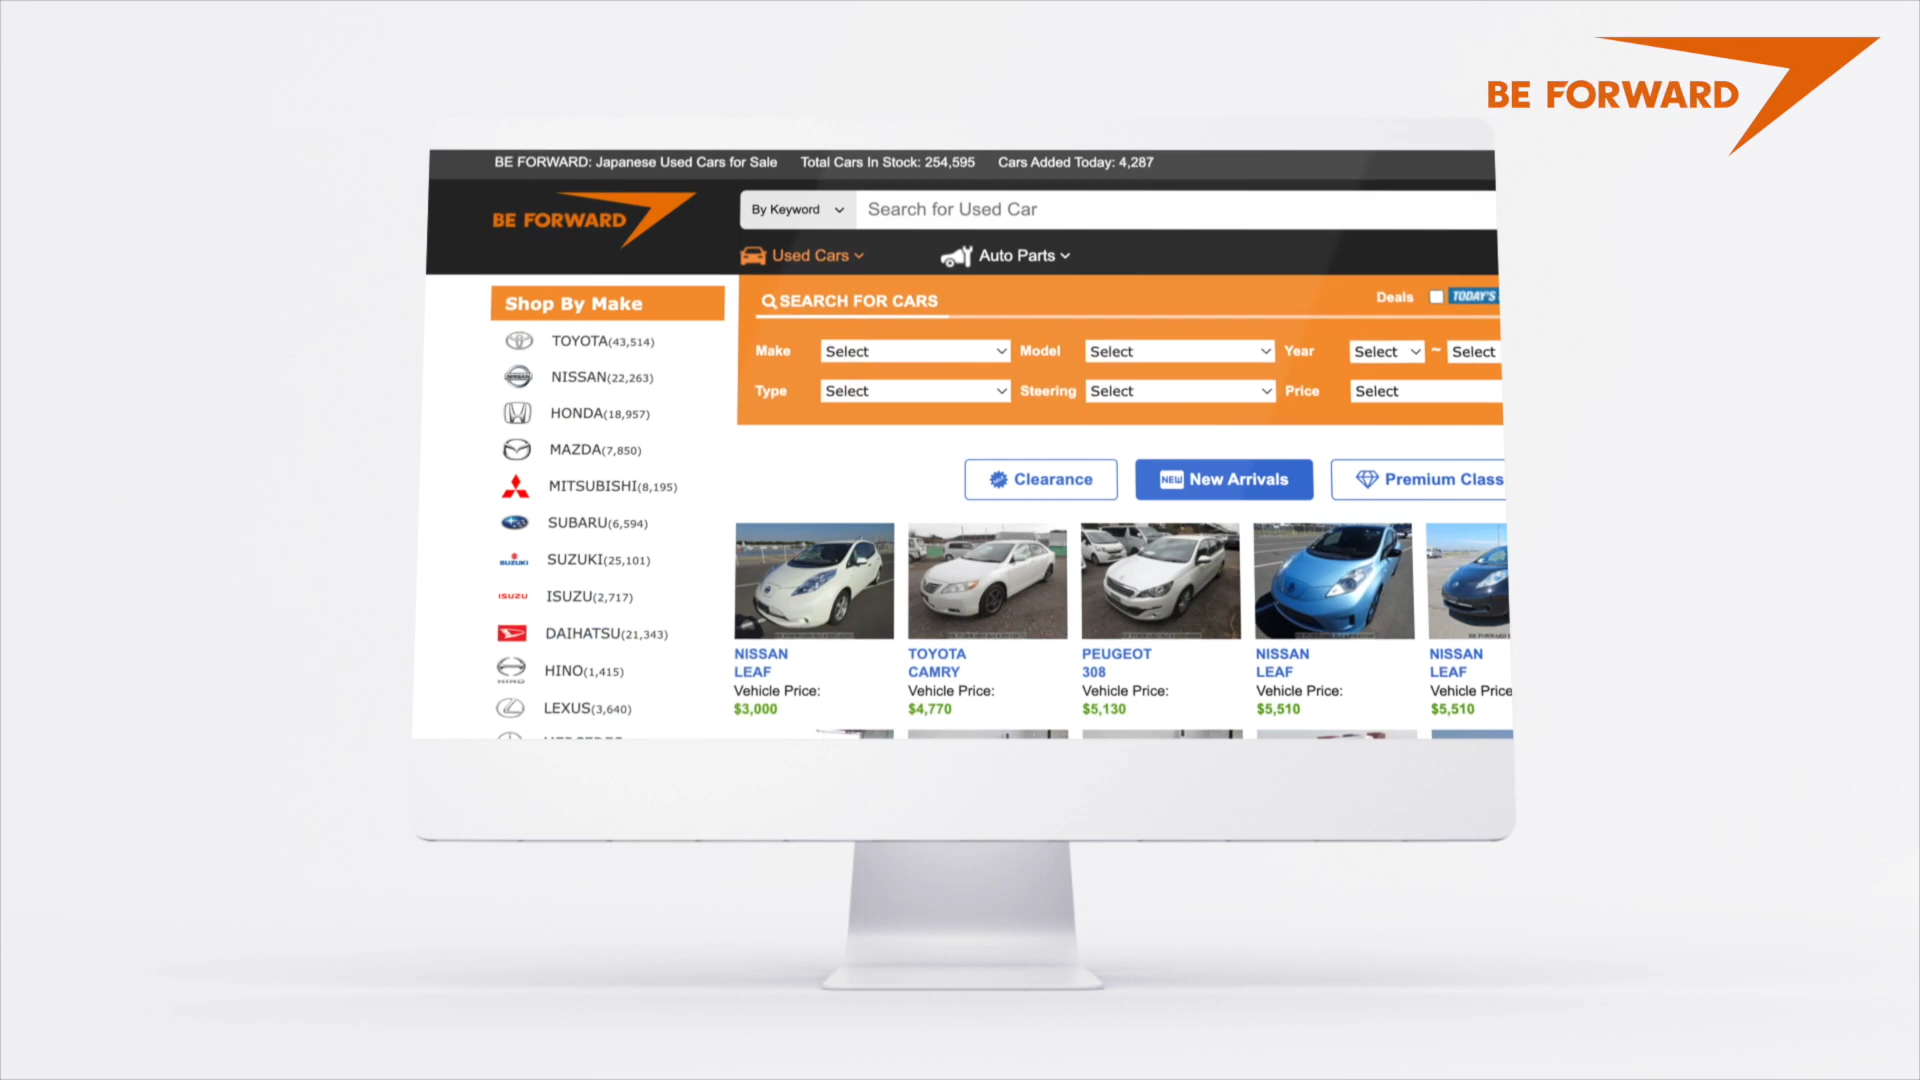 BE FORWARD
BE FORWARD: Japanese Used Cars for Sale Total Cars In Stock: 254,595 Cars Added Today: 4,287
BE FORWARD
By Keyword Search for Used Car
Used Cars Auto Parts
Shop By Make
TOYOTA(43,514)
NISSAN(22,263)
HONDA(18,957)
MAZDA(7,850)
MITSUBISHI(8,195)
SUBARU(6,594)
SUZUKI SUZUKI(25,101)
ISUZU ISUZU(2,717)
DAIHATSU(21,343)
HINO HINO(1,415)
LEXUS(3,640)
SEARCH FOR CARS Deals TODAY'S
Make Select Model Select Year Select ~ Select
Type Select Steering Select Price Select
Clearance NEW New Arrivals Premium Class
NISSAN LEAF
Vehicle Price:
$3,000
TOYOTA CAMRY
Vehicle Price:
$4,770
PEUGEOT 308
Vehicle Price:
$5,130
NISSAN LEAF
Vehicle Price:
$5,510
NISSAN LEAF
Vehicle Price
$5,510